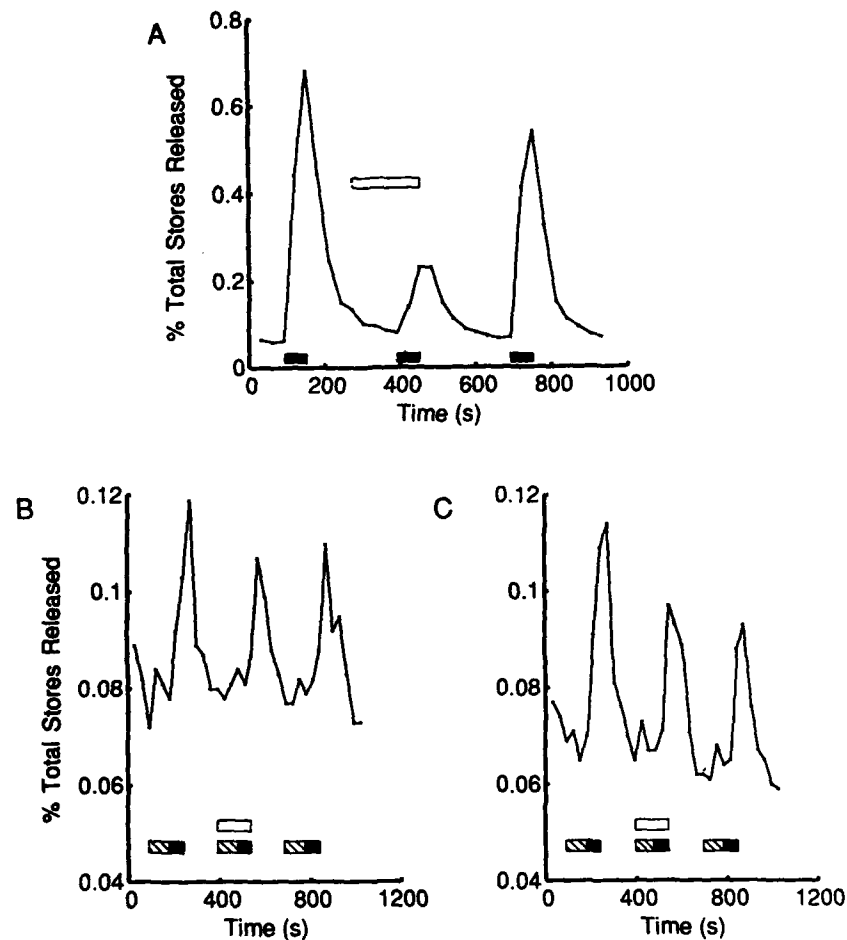 A
% Total Stores Released
0.8
0.6
0.4
0.2
0
0 200 400 600 800 1000
Time (s)
B
% Total Stores Released
0.12
0.1
0.08
0.06
0.04
0 400 800 1200
Time (s)
C
0.12
0.1
0.08
0.06
0.04
0 400 800 1200
Time (s)